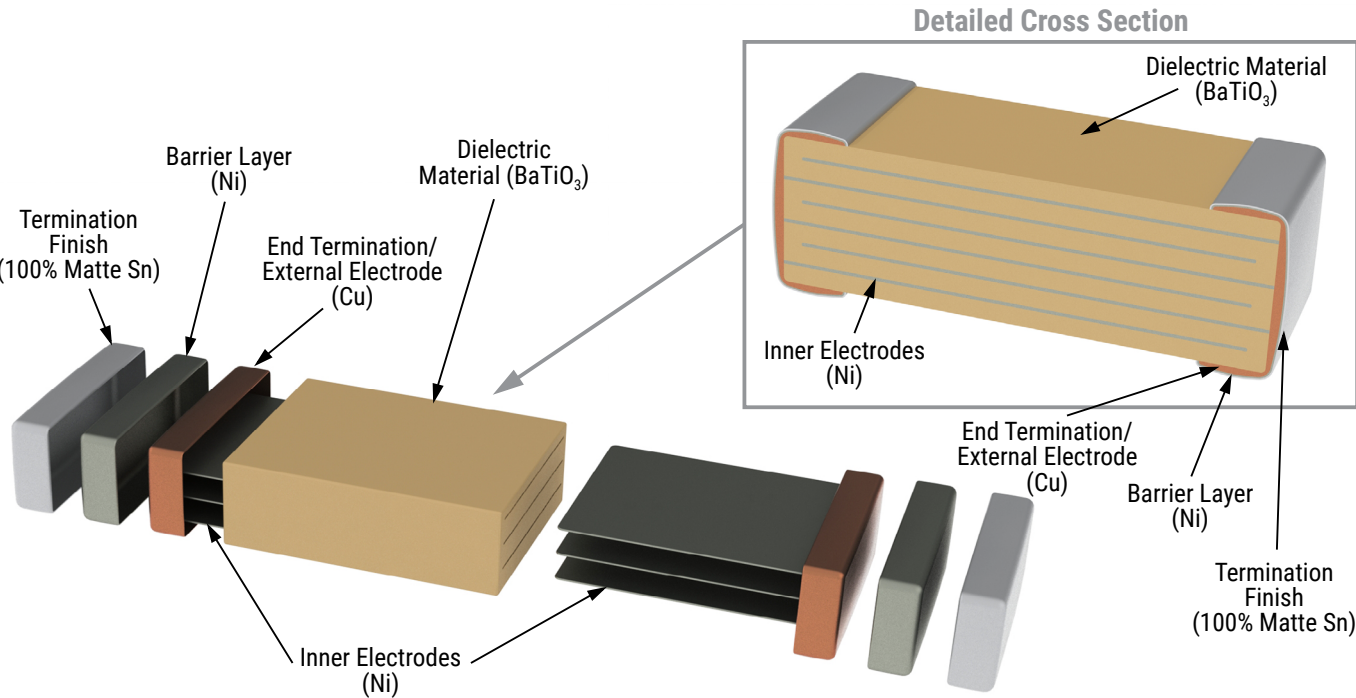 Detailed Cross Section
Dielectric Material
(BaTiO₃)
Inner Electrodes
(Ni)
End Termination/
External Electrode
(Cu)
Barrier Layer
(Ni)
Termination
Finish
(100% Matte Sn)
Termination
Finish
(100% Matte Sn)
Barrier Layer
(Ni)
End Termination/
External Electrode
(Cu)
Dielectric
Material (BaTiO₃)
Inner Electrodes
(Ni)